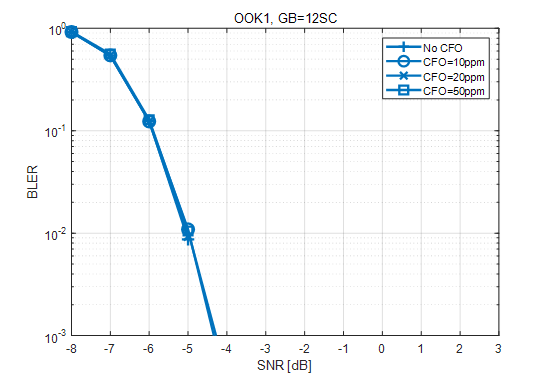 OOK1, GB=12SC
No CFO
CFO=10ppm
CFO=20ppm
CFO=50ppm
10^0
10^-1
10^-2
10^-3
BLER
-8 -7 -6 -5 -4 -3 -2 -1 0 1 2 3
SNR [dB]